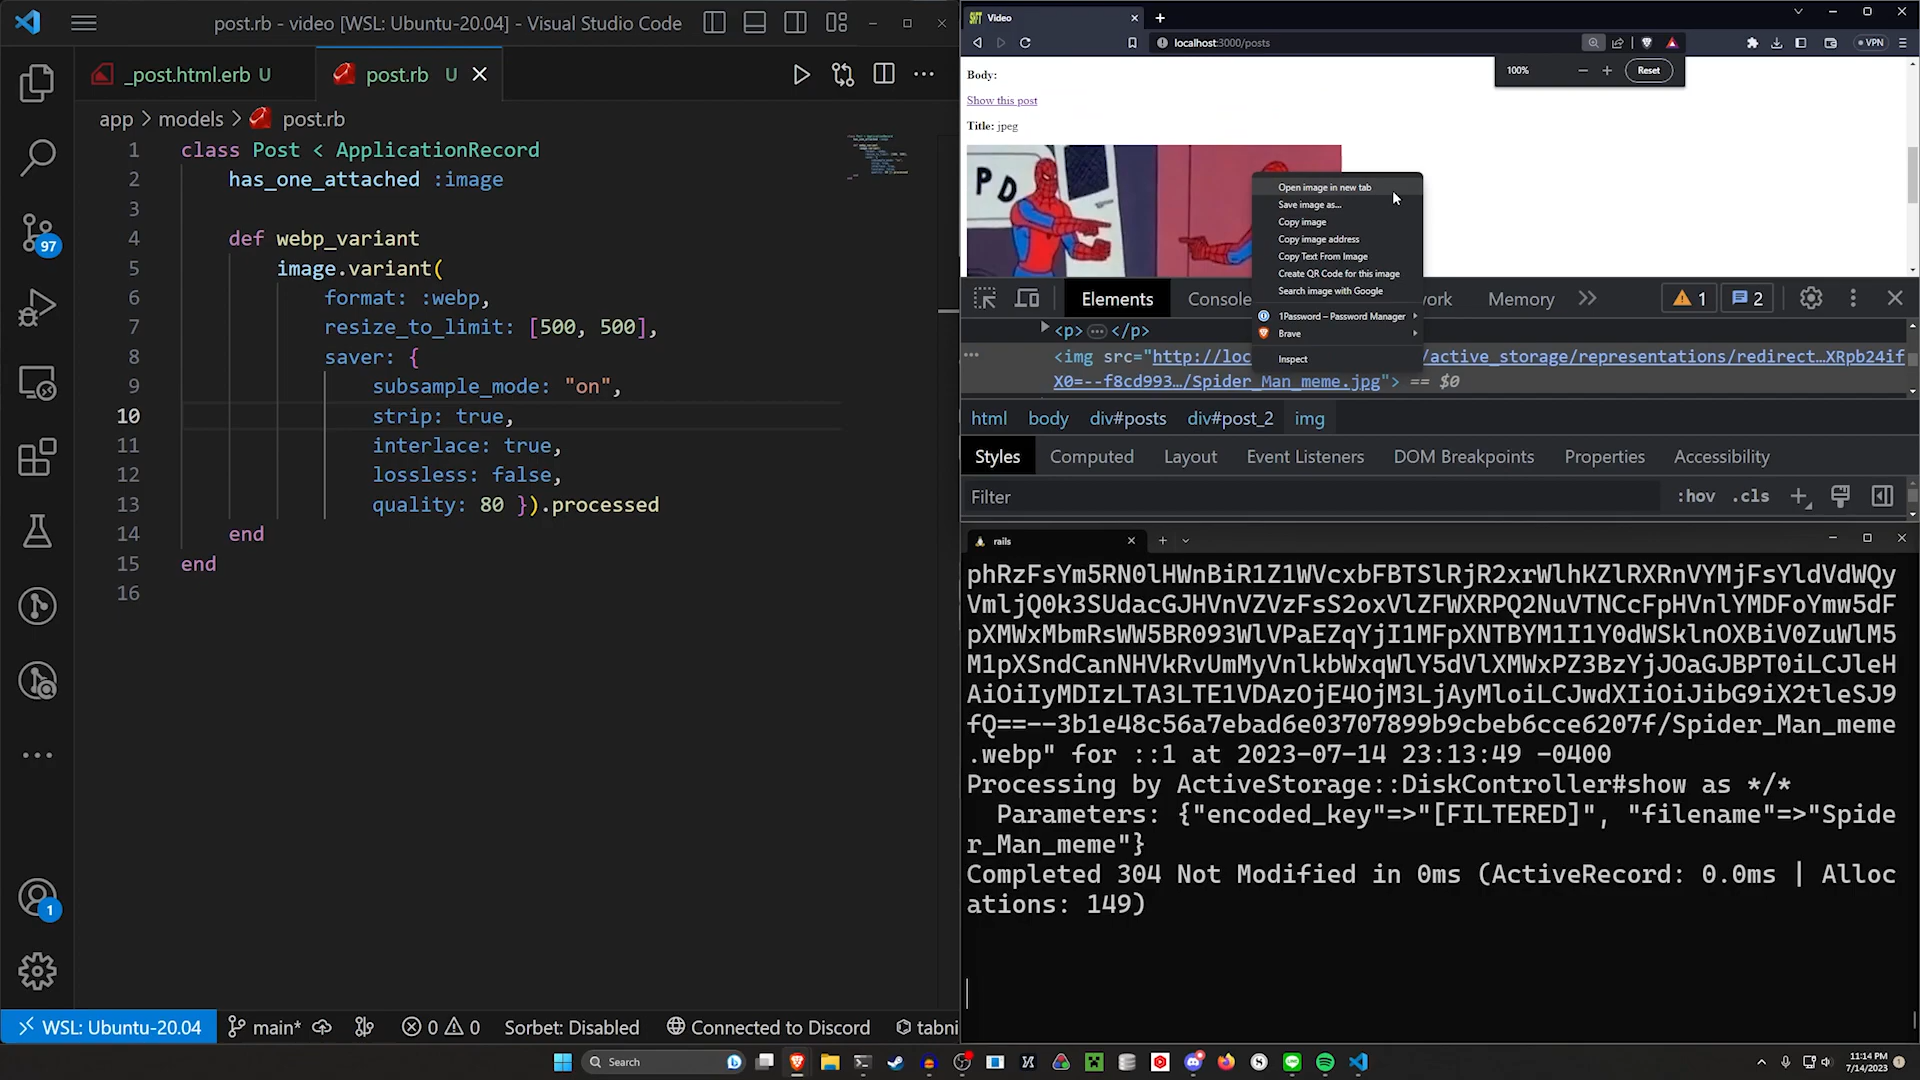 post.rb - video [WSL: Ubuntu-20.04] - Visual Studio Code
_post.html.erb U
post.rb U
app > models > post.rb
1 class Post < ApplicationRecord
2 has_one_attached :image
3
4 def webp_variant
5 image.variant(
6 format: :webp,
7 resize_to_limit: [500, 500],
8 saver: {
9 subsample_mode: "on",
10 strip: true,
11 interlace: true,
12 lossless: false,
13 quality: 80 }).processed
14 end
15 end
16
97
1
WSL: Ubuntu-20.04
main*
0 0
Sorbet: Disabled
Connected to Discord
tabni
Video
localhost:3000/posts
VPN
100%
Reset
Body:
Show this post
Title: jpeg
PD
Open image in new tab
Save image as...
Copy image
Copy image address
Copy Text From Image
Create QR Code for this image
Search image with Google
1Password – Password Manager
Brave
Inspect
Elements
Console
ork
Memory
1
2
<p> </p>
<img src="http://loc /active_storage/representations/redirect…XRpb24if
X0=--f8cd993…/Spider_Man_meme.jpg"> == $0
html body div#posts div#post_2 img
Styles Computed Layout Event Listeners DOM Breakpoints Properties Accessibility
Filter
:hov .cls
rails
phRzFsYm5RN0lHWnBiR1Z1WVcxbFBTSlRjR2xrWlhKZlRXRnVYMjFsYldVdWQy
VmljQ0k3SUdacGJHVnVZVzFsS2oxVlZFWXRPQ2NuVTNCcFpHVnlYMDFoYmw5dF
pXMWxMbmRsWW5BR093WlVPaEZqYjI1MFpXNTBYM1I1Y0dWSklnOXBiV0ZuWlM5
M1pXSndCanNHVkRvUmMyVnlkbWxqWlY5dVlXMWxPZ3BzYjJOaGJBPT0iLCJleH
AiOiIyMDIzLTA3LTE1VDAzOjE4OjM3LjAyMloiLCJwdXIiOiJibG9iX2tleSJ9
fQ==--3b1e48c56a7ebad6e03707899b9cbeb6cce6207f/Spider_Man_meme
.webp" for ::1 at 2023-07-14 23:13:49 -0400
Processing by ActiveStorage::DiskController#show as */*
Parameters: {"encoded_key"=>"[FILTERED]", "filename"=>"Spide
r_Man_meme"}
Completed 304 Not Modified in 0ms (ActiveRecord: 0.0ms | Alloc
ations: 149)
Search
11:14 PM
7/14/2023